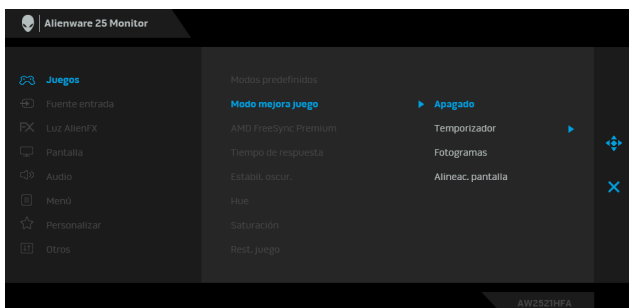 Alienware 25 Monitor
Juegos
Fuente entrada
FX Luz AlienFX
Pantalla
Audio
Menú
Personalizar
Otros
Modos predefinidos
Modo mejora juego
AMD FreeSync Premium
Tiempo de respuesta
Estabil. oscur.
Hue
Saturación
Rest. juego
Apagado
Temporizador
Fotogramas
Alineac. pantalla
AW2521HFA